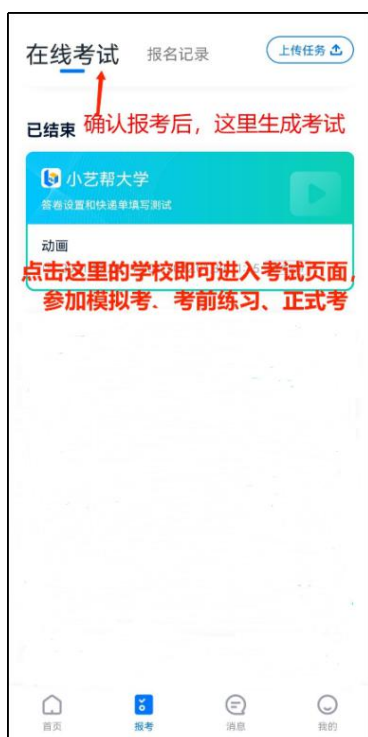 在线考试 报名记录 上传任务
已结束 确认报考后，这里生成考试
小艺帮大学
答卷设置和快递单填写测试
动画
点击这里的学校即可进入考试页面，
参加模拟考、考前练习、正式考
首页 报考 消息 我的